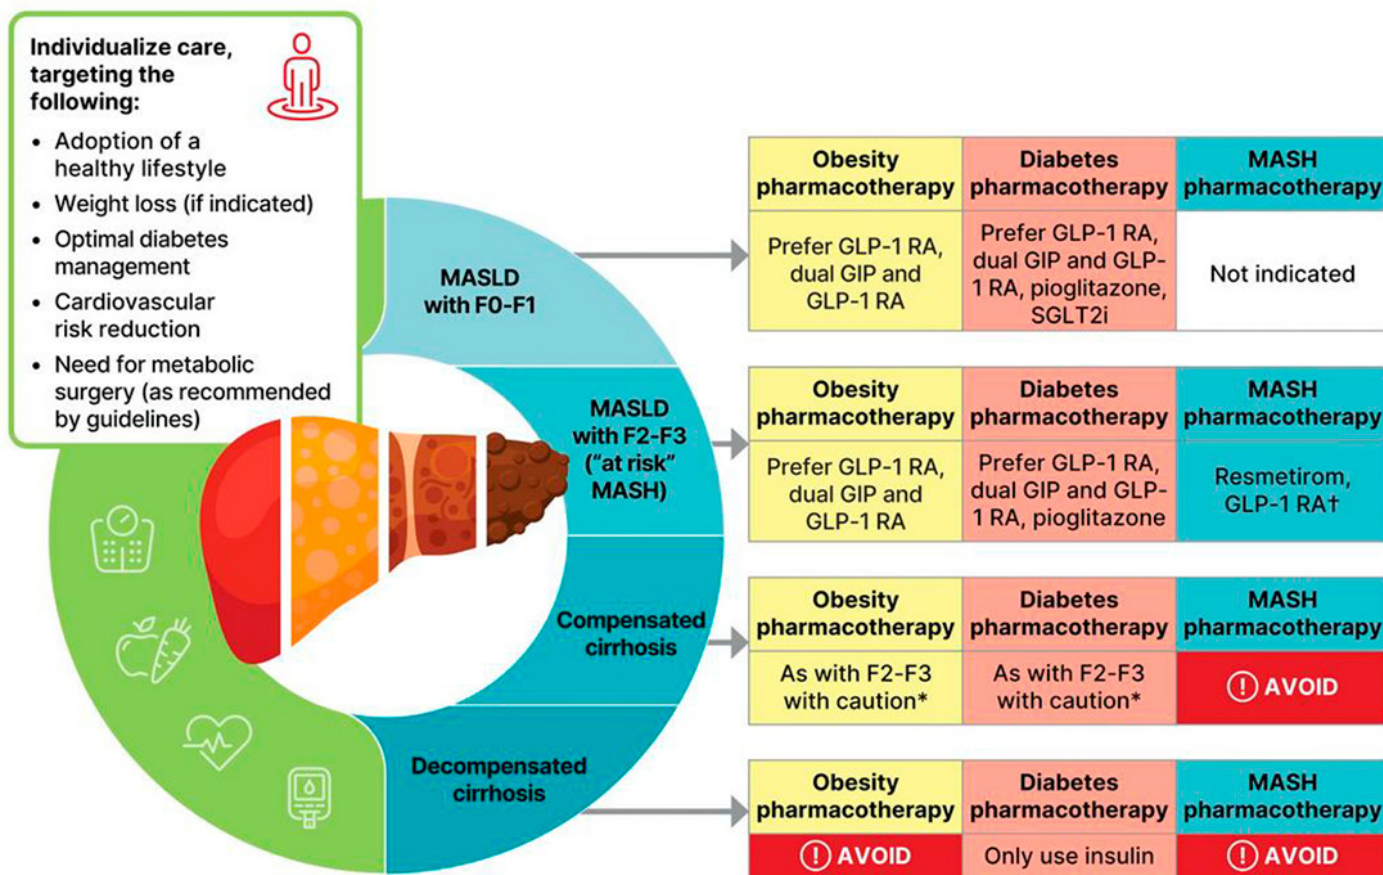 Individualize care,
targeting the
following:
• Adoption of a
healthy lifestyle
• Weight loss (if indicated)
• Optimal diabetes
management
• Cardiovascular
risk reduction
• Need for metabolic
surgery (as recommended
by guidelines)
MASLD
with F0-F1
Obesity
pharmacotherapy
Diabetes
pharmacotherapy
MASH
pharmacotherapy
Prefer GLP-1 RA,
dual GIP and
GLP-1 RA
Prefer GLP-1 RA,
dual GIP and GLP-
1 RA, pioglitazone,
SGLT2i
Not indicated
MASLD
with F2-F3
("at risk"
MASH)
Obesity
pharmacotherapy
Diabetes
pharmacotherapy
MASH
pharmacotherapy
Prefer GLP-1 RA,
dual GIP and
GLP-1 RA
Prefer GLP-1 RA,
dual GIP and GLP-
1 RA, pioglitazone
Resmetirom,
GLP-1 RA†
Compensated
cirrhosis
Obesity
pharmacotherapy
Diabetes
pharmacotherapy
MASH
pharmacotherapy
As with F2-F3
with caution*
As with F2-F3
with caution*
! AVOID
Decompensated
cirrhosis
Obesity
pharmacotherapy
Diabetes
pharmacotherapy
MASH
pharmacotherapy
! AVOID
Only use insulin
! AVOID